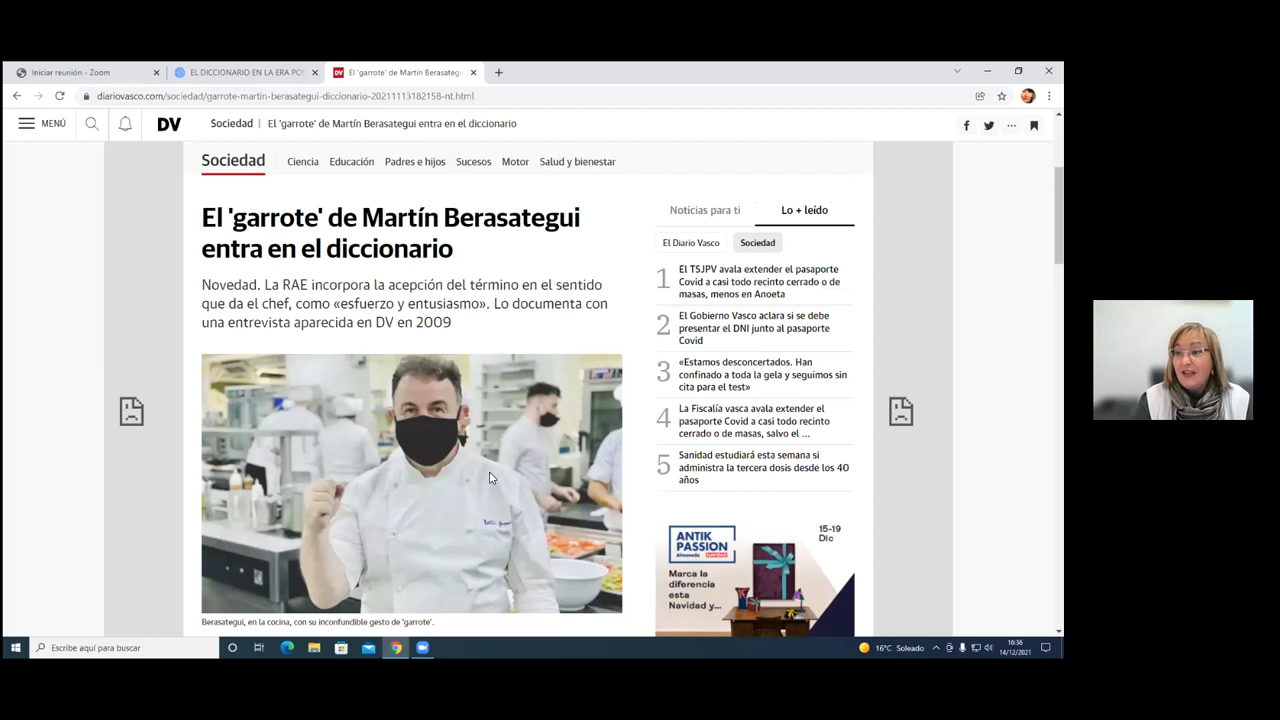 Iniciar reunión - Zoom
EL DICCIONARIO EN LA ERA POS
El 'garrote' de Martín Berasategu
diariovasco.com/sociedad/garrote-martin-berasategui-diccionario-20211113182158-nt.html
MENÚ
DV
Sociedad | El 'garrote' de Martín Berasategui entra en el diccionario
Sociedad Ciencia Educación Padres e hijos Sucesos Motor Salud y bienestar
El 'garrote' de Martín Berasategui
entra en el diccionario
Novedad. La RAE incorpora la acepción del término en el sentido
que da el chef, como «esfuerzo y entusiasmo». Lo documenta con
una entrevista aparecida en DV en 2009
Berasategui, en la cocina, con su inconfundible gesto de 'garrote'.
Noticias para ti Lo + leído
El Diario Vasco Sociedad
1 El TSJPV avala extender el pasaporte
Covid a casi todo recinto cerrado o de
masas, menos en Anoeta
2 El Gobierno Vasco aclara si se debe
presentar el DNI junto al pasaporte
Covid
3 «Estamos desconcertados. Han
confinado a toda la gela y seguimos sin
cita para el test»
4 La Fiscalía vasca avala extender el
pasaporte Covid a casi todo recinto
cerrado o de masas, salvo el ...
5 Sanidad estudiará esta semana si
administra la tercera dosis desde los 40
años
ANTIK
PASSION
Almoneda NAVIDAD
15-19
Dic
Marca la
diferencia
esta
Navidad y...
Escribe aquí para buscar
16°C Soleado
16:36
14/12/2021